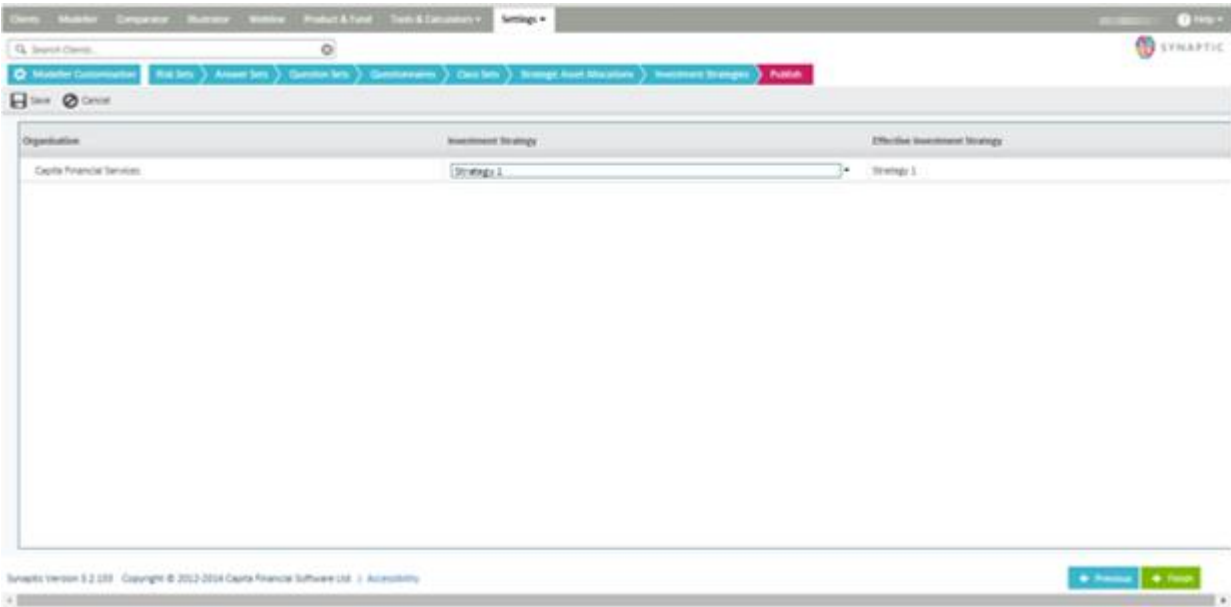 Clients Modeller Comparator Illustrator Webline Product & Fund Tools & Calculators Settings Help
Search Clients...
SYNAPTIC
Modeller Customisation Risk Sets Answer Sets Question Sets Questionnaires Class Sets Strategic Asset Allocations Investment Strategies Publish
Save Cancel
Organisation Investment Strategy Effective Investment Strategy
Capita Financial Services Strategy 1 Strategy 1
Synaptic Version Copyright © 2012-2014 Capita Financial Software Ltd | Accessibility
Previous Finish